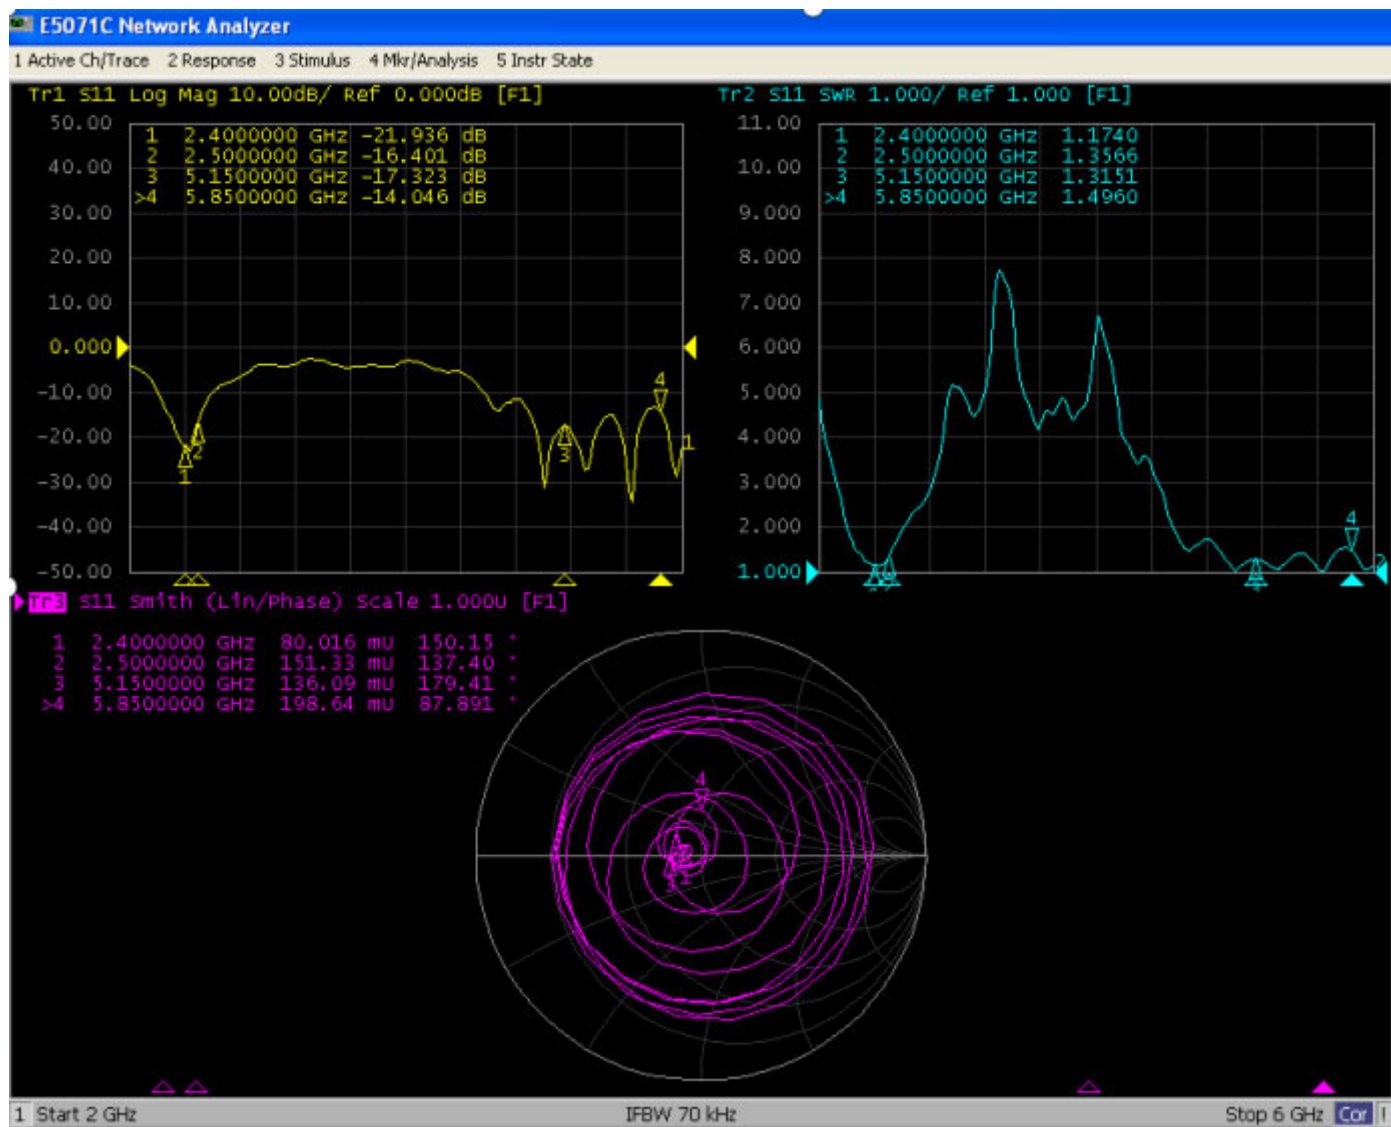 E5071C Network Analyzer
1 Active Ch/Trace 2 Response 3 Stimulus 4 Mkr/Analysis 5 Instr State
Tr1 S11 Log Mag 10.00dB/ Ref 0.000dB [F1]
50.00
1 2.4000000 GHz -21.936 dB
2 2.5000000 GHz -16.401 dB
40.00
3 5.1500000 GHz -17.323 dB
>4 5.8500000 GHz -14.046 dB
30.00
20.00
10.00
0.000
4
-10.00
-20.00
1
2
3
1
-30.00
-40.00
-50.00
Tr2 S11 SWR 1.000/ Ref 1.000 [F1]
11.00
1 2.4000000 GHz 1.1740
2 2.5000000 GHz 1.3566
10.00
3 5.1500000 GHz 1.3151
>4 5.8500000 GHz 1.4960
9.000
8.000
7.000
6.000
5.000
4.000
3.000
2.000
4
1.000
Tr3 S11 Smith (Lin/Phase) Scale 1.000U [F1]
1 2.4000000 GHz 80.016 mU 150.15 °
2 2.5000000 GHz 151.33 mU 137.40 °
3 5.1500000 GHz 136.09 mU 179.41 °
>4 5.8500000 GHz 198.64 mU 87.891 °
4
1 Start 2 GHz IFBW 70 kHz Stop 6 GHz Cor !